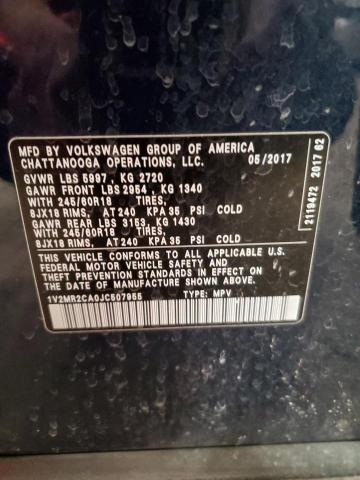 MFD BY VOLKSWAGEN GROUP OF AMERICA
CHATTANOOGA OPERATIONS, LLC. 05/2017
GVWR LBS 5997 , KG 2720
GAWR FRONT LBS 2954 , KG 1340
WITH 245/60R18 TIRES,
8JX18 RIMS, AT 240 KPA 35 PSI COLD
GAWR REAR LBS 3153, KG 1430
WITH 245/60R18 TIRES,
8JX18 RIMS, AT 240 KPA 35 PSI COLD
THIS VEHICLE CONFORMS TO ALL APPLICABLE U.S.
FEDERAL MOTOR VEHICLE SAFETY, BUMPER, AND
THEFT PREVENTION STANDARDS IN EFFECT ON
THE DATE OF MANUFACTURE SHOWN ABOVE.
1V2MR2CA0JC507955 TYPE: MPV
2119472 2017 62